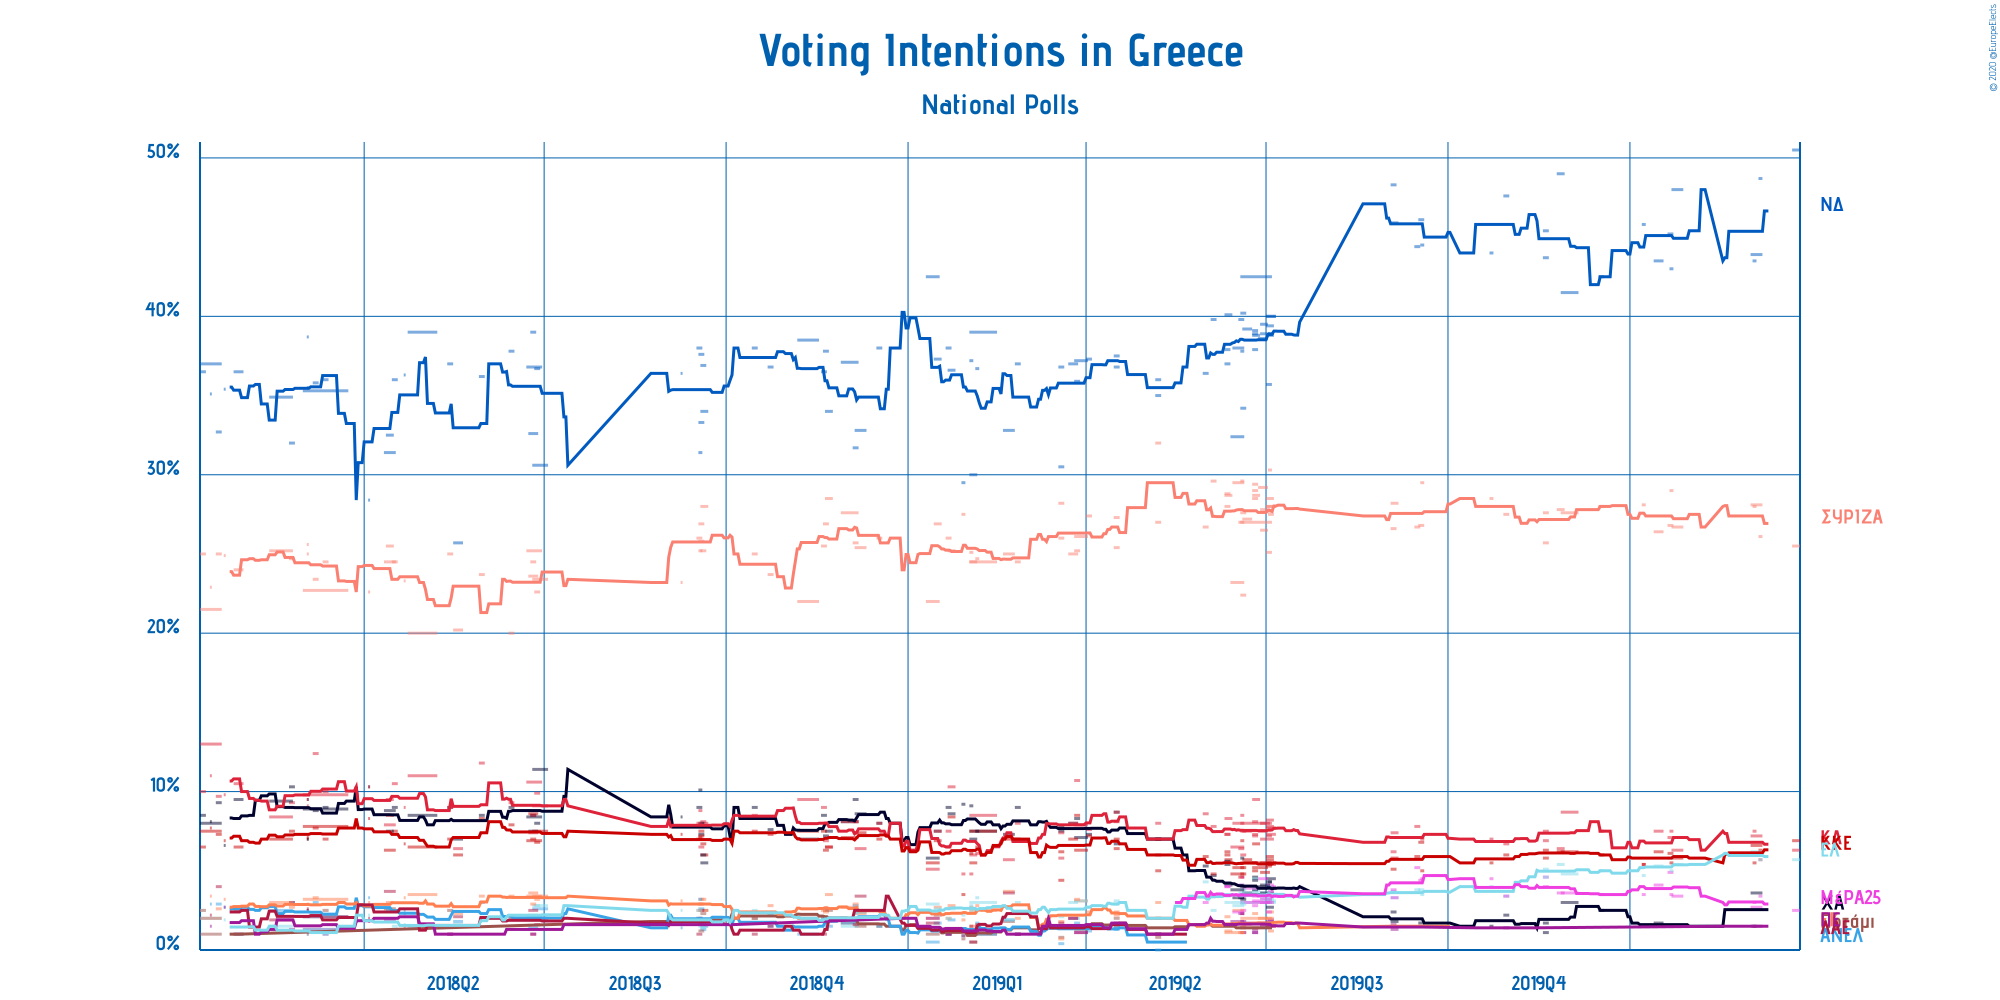 Voting Intentions in Greece
National Polls
© 2020 @EuropeElects
50%
40%
30%
20%
10%
0%
ΝΔ
ΣΥΡΙΖΑ
ΚΑ
ΚΚΕ
ΕΛ
ΜέΡΑ25
ΧΑ
ΑΝΕΛ
2018Q2
2018Q3
2018Q4
2019Q1
2019Q2
2019Q3
2019Q4